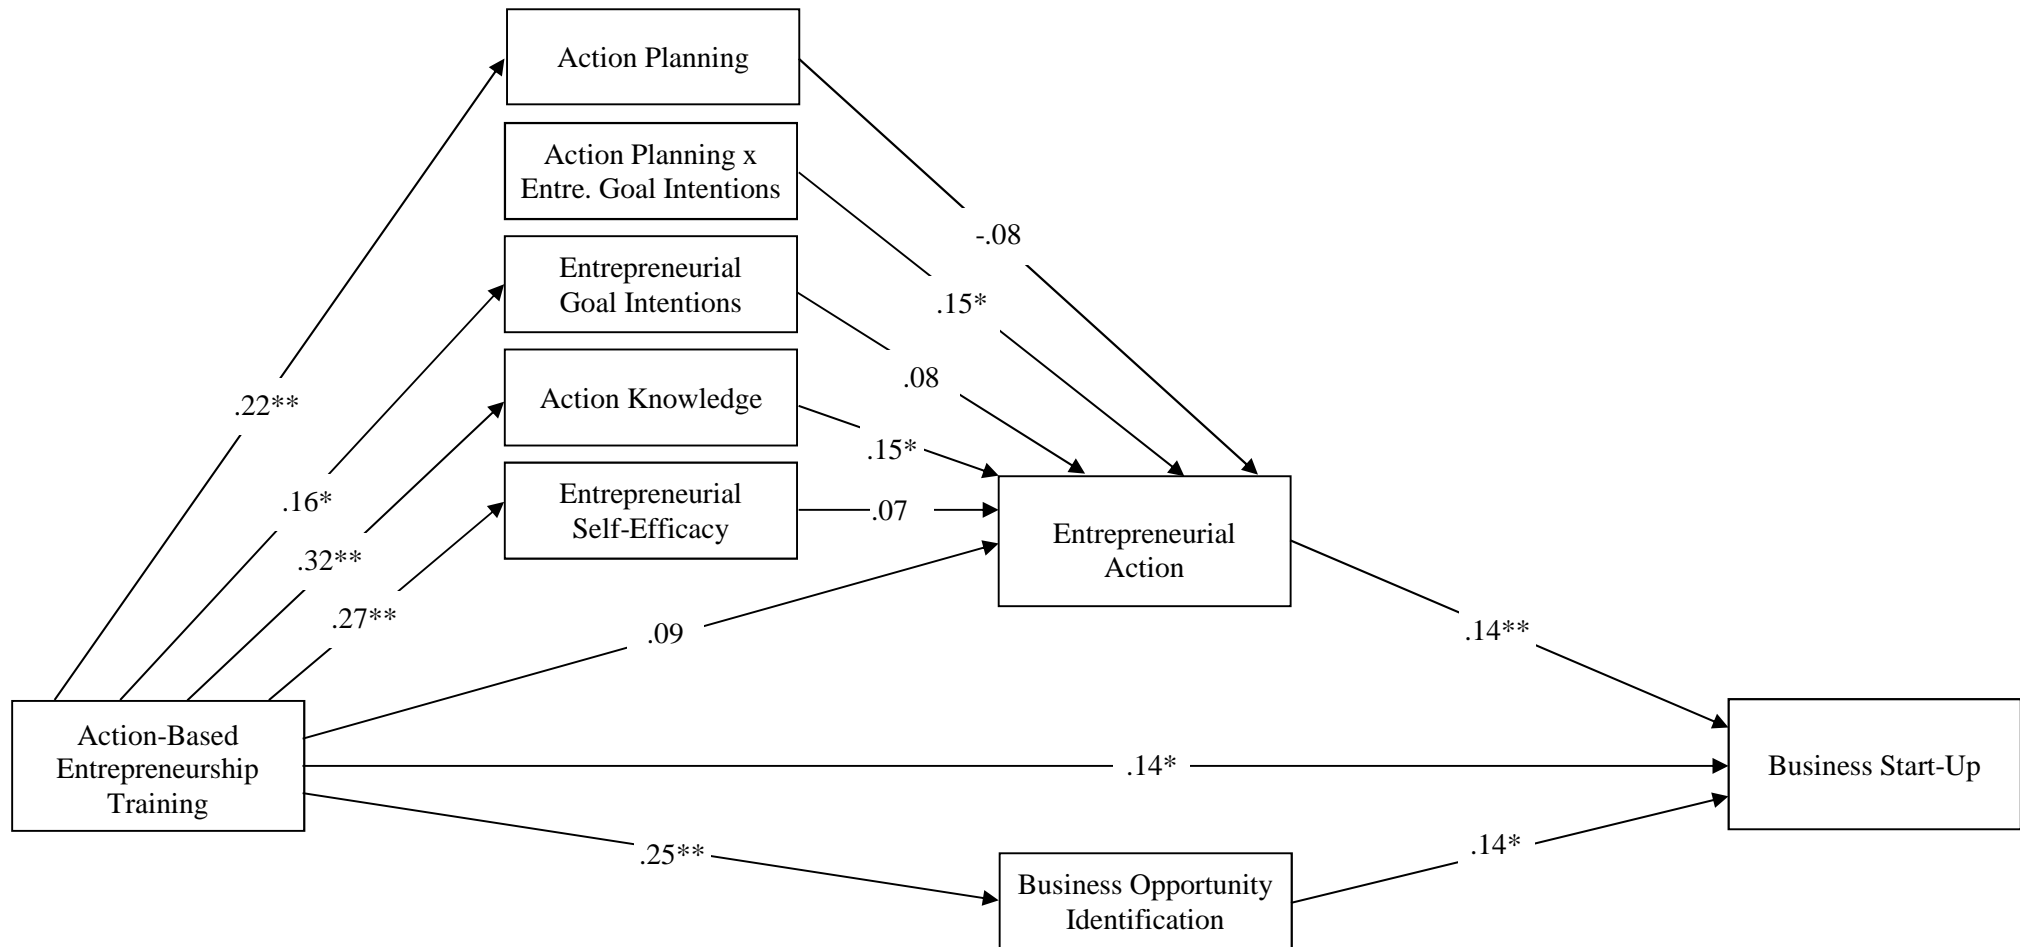 Action Planning
Action Planning x
Entre. Goal Intentions
-.08
Entrepreneurial
Goal Intentions
.15*
.08
Action Knowledge
.22**
.15*
Entrepreneurial
Self-Efficacy
.16*
.07
Entrepreneurial
Action
.32**
.27**
.09
.14**
Action-Based
Entrepreneurship
Training
.14*
Business Start-Up
.25**
.14*
Business Opportunity
Identification